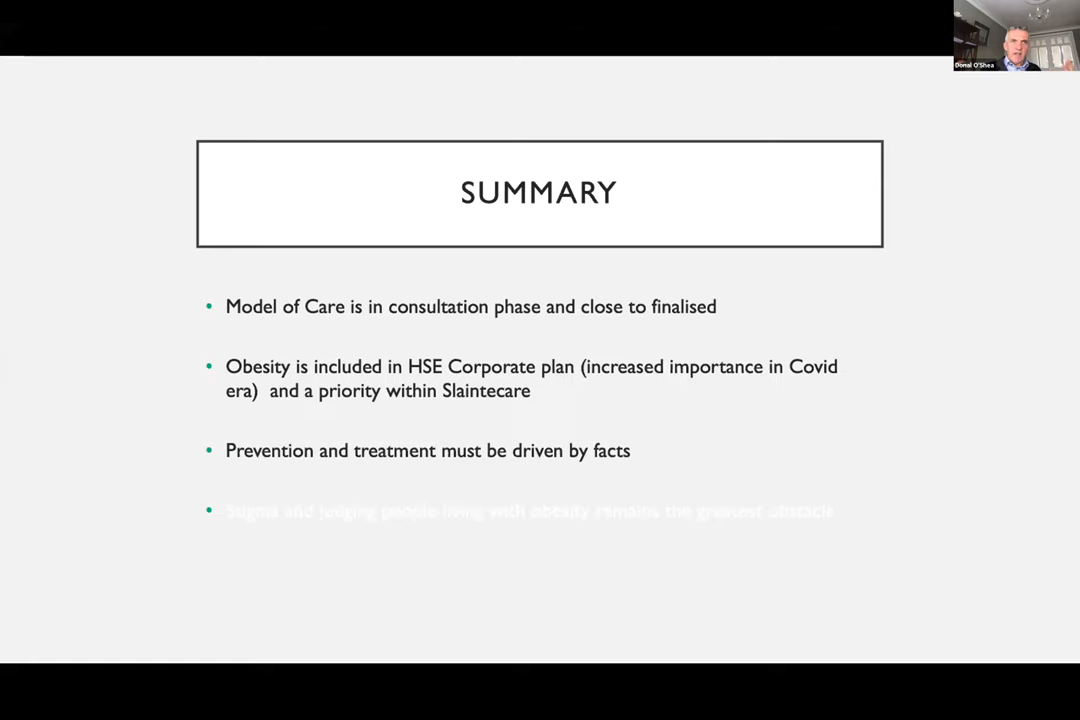 Donal O'Shea
SUMMARY
• Model of Care is in consultation phase and close to finalised
• Obesity is included in HSE Corporate plan (increased importance in Covid
era) and a priority within Slaintecare
• Prevention and treatment must be driven by facts
• Stigma and judging people living with obesity remains the greatest obstacle